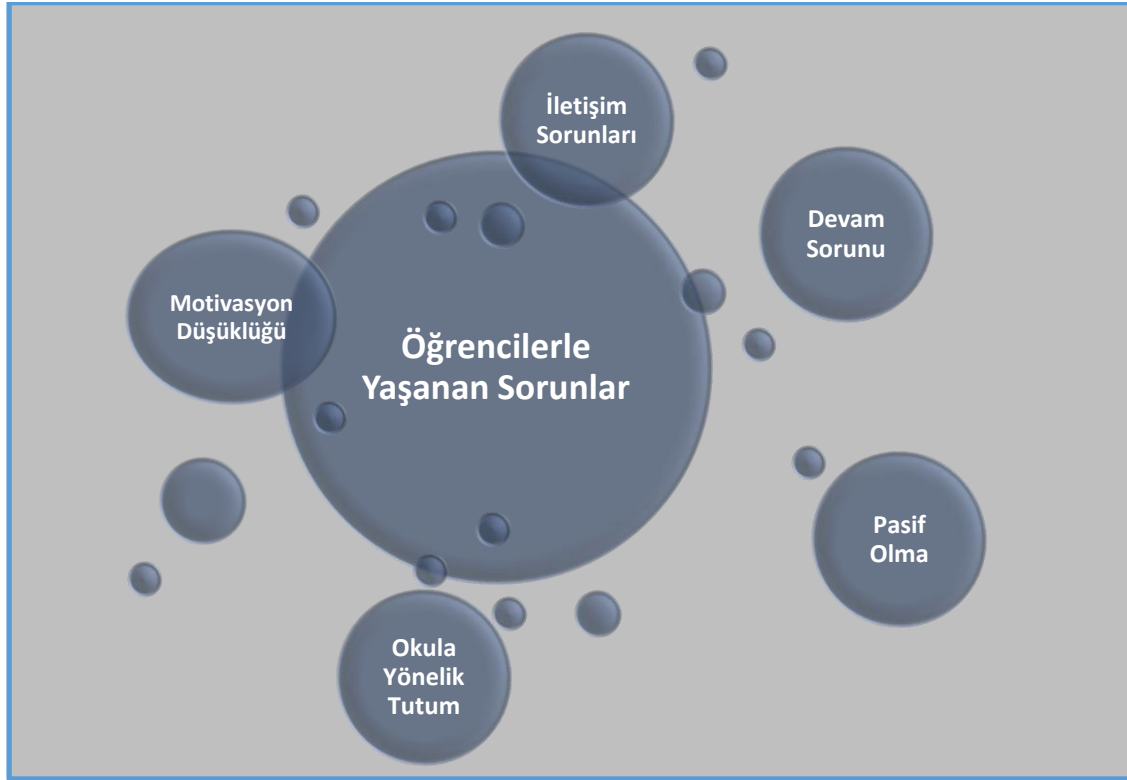 İletişim
Sorunları
Devam
Sorunu
Motivasyon
Düşüklüğü
Öğrencilerle
Yaşanan Sorunlar
Pasif
Olma
Okula
Yönelik
Tutum